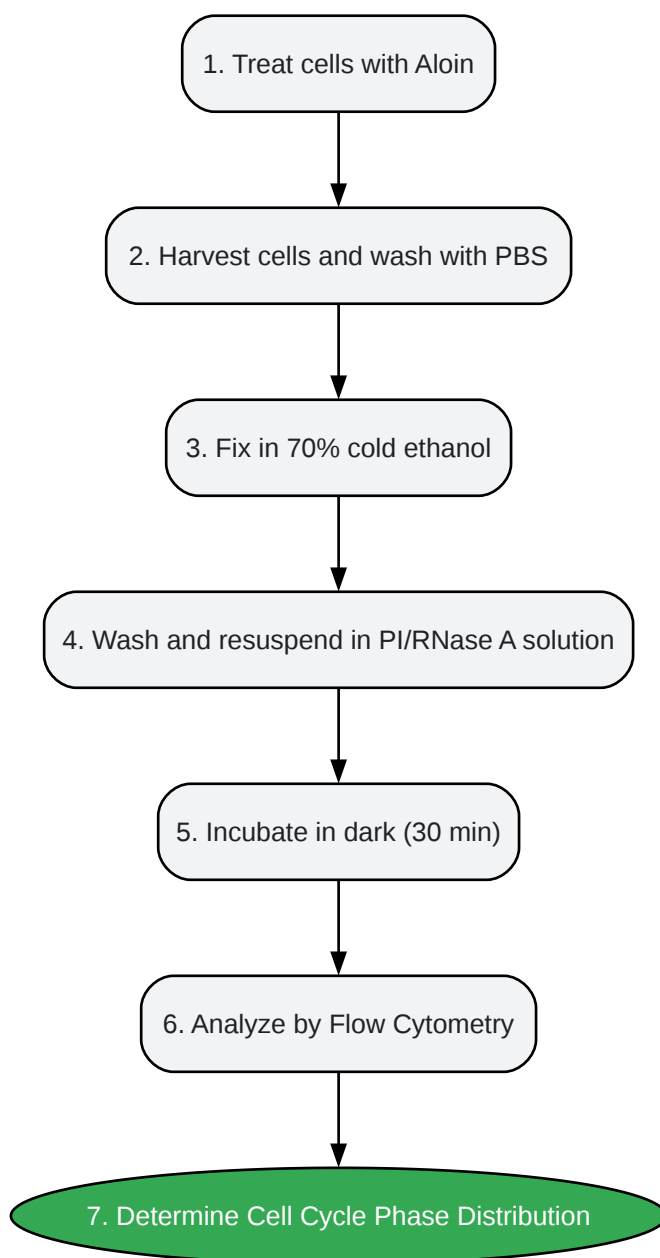 1. Treat cells with Aloin
2. Harvest cells and wash with PBS
3. Fix in 70% cold ethanol
4. Wash and resuspend in PI/RNase A solution
5. Incubate in dark (30 min)
6. Analyze by Flow Cytometry
7. Determine Cell Cycle Phase Distribution